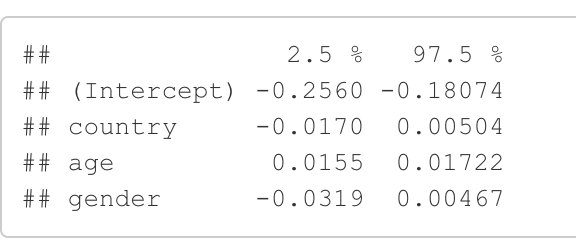 ##                2.5 %   97.5 %
## (Intercept) -0.2560 -0.18074
## country     -0.0170  0.00504
## age          0.0155  0.01722
## gender      -0.0319  0.00467